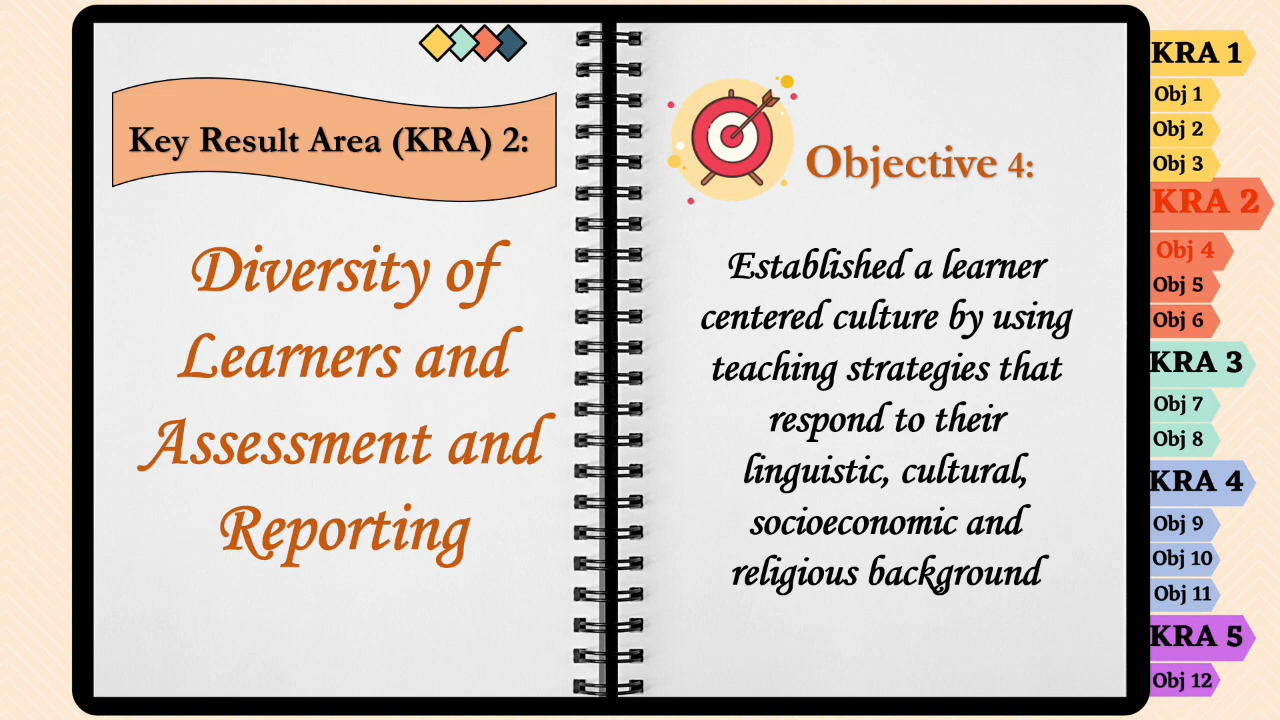 Key Result Area (KRA) 2:
Diversity of
Learners and
Assessment and
Reporting
Objective 4:
Established a learner
centered culture by using
teaching strategies that
respond to their
linguistic, cultural,
socioeconomic and
religious background
KRA 1
Obj 1
Obj 2
Obj 3
KRA 2
Obj 4
Obj 5
Obj 6
KRA 3
Obj 7
Obj 8
KRA 4
Obj 9
Obj 10
Obj 11
KRA 5
Obj 12